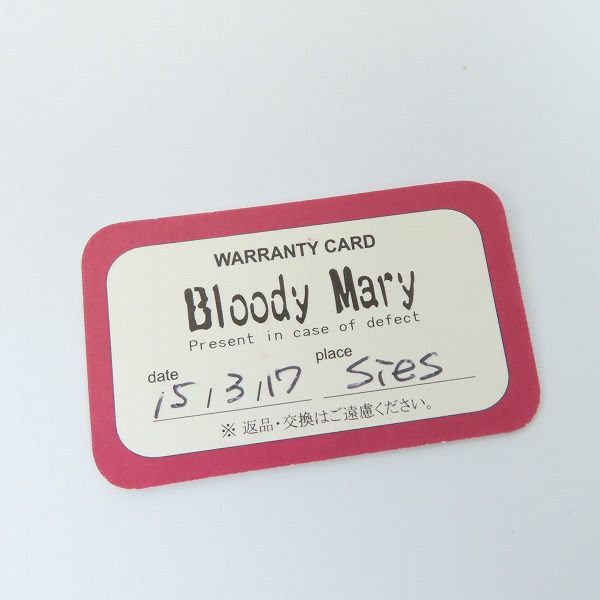 WARRANTY CARD
Bloody Mary
Present in case of defect
date 15/3/17 place sies
※ 返品・交換はご遠慮ください。